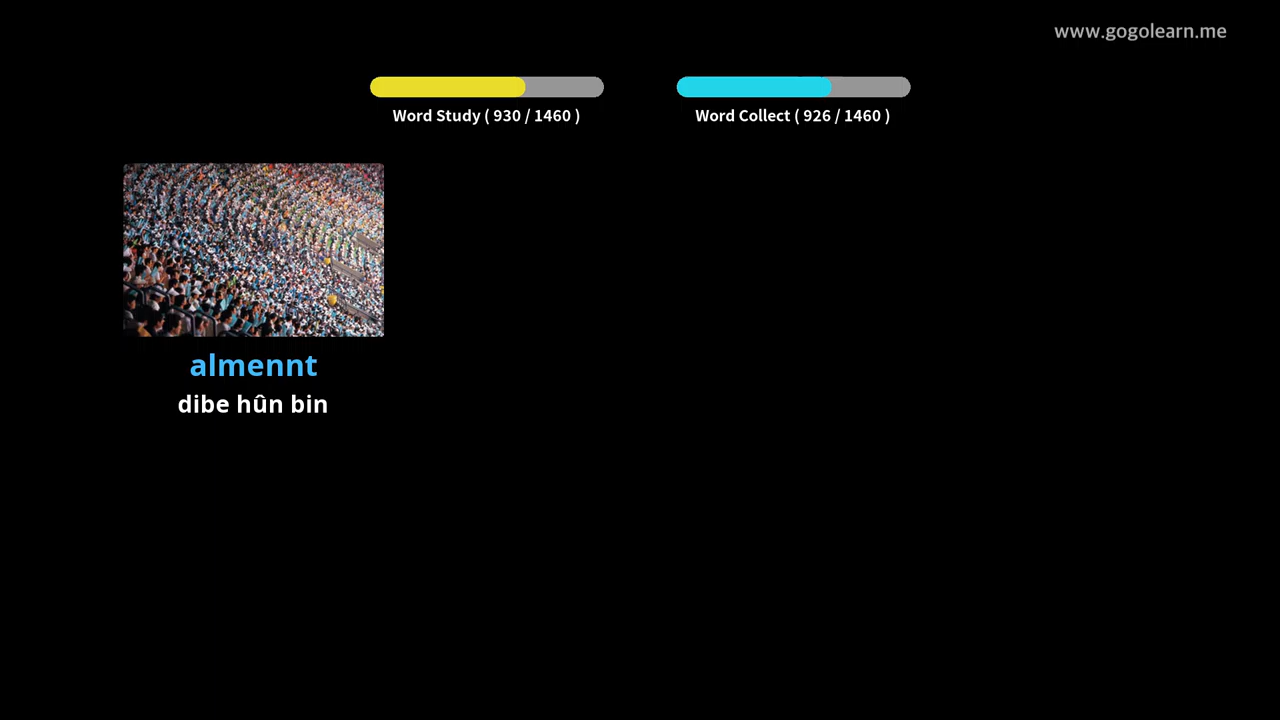 www.gogolearn.me
Word Study ( 930 / 1460 )
Word Collect ( 926 / 1460 )
almennt
dibe hûn bin